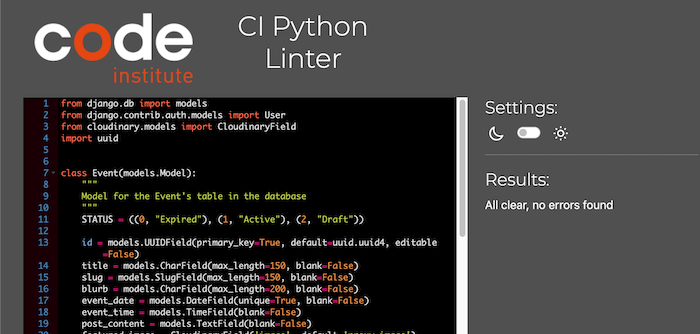 code
institute
CI Python
Linter
1 from django.db import models
2 from django.contrib.auth.models import User
3 from cloudinary.models import CloudinaryField
4 import uuid
5
6
7 class Event(models.Model):
8 """
9 Model for the Event's table in the database
10 """
11 STATUS = ((0, "Expired"), (1, "Active"), (2, "Draft"))
12
13 id = models.UUIDField(primary_key=True, default=uuid.uuid4, editable
=False)
14 title = models.CharField(max_length=150, blank=False)
15 slug = models.SlugField(max_length=150, blank=False)
16 blurb = models.CharField(max_length=200, blank=False)
17 event_date = models.DateField(unique=True, blank=False)
18 event_time = models.TimeField(blank=False)
19 post_content = models.TextField(blank=False)
Settings:
Results:
All clear, no errors found